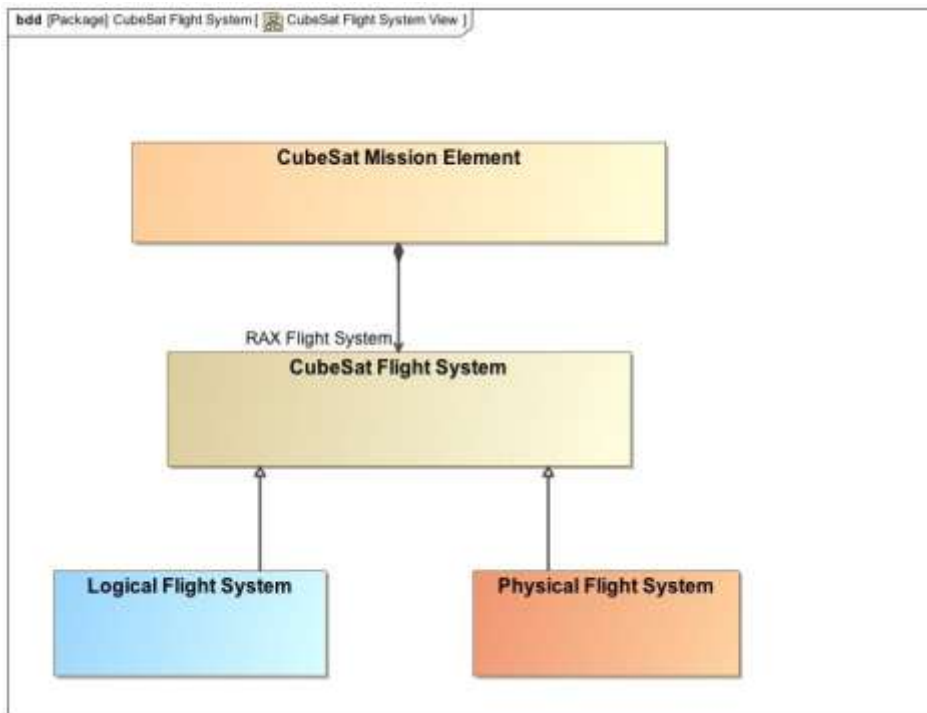 bdd [Package] CubeSat Flight System [ CubeSat Flight System View ]
CubeSat Mission Element
RAX Flight System
CubeSat Flight System
Logical Flight System
Physical Flight System